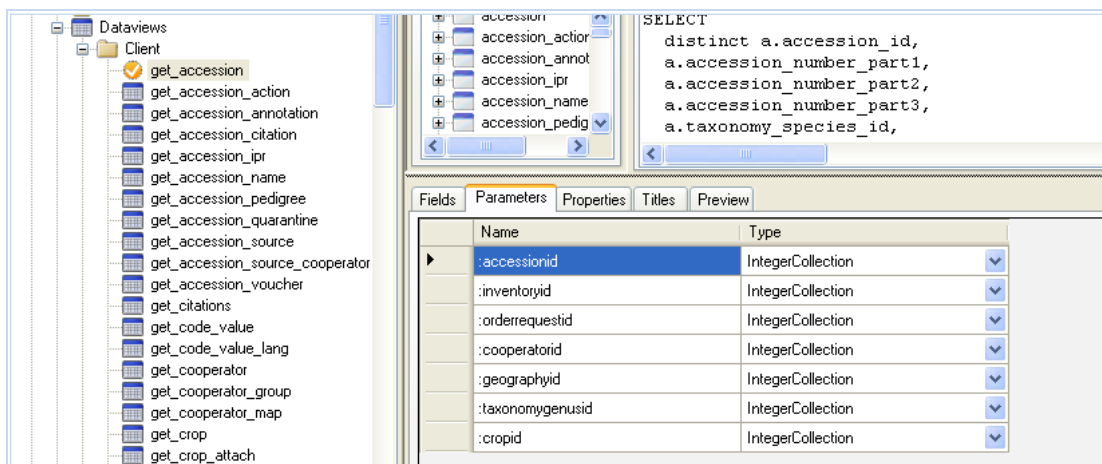 Dataviews
Client
get_accession
get_accession_action
get_accession_annotation
get_accession_citation
get_accession_ipr
get_accession_name
get_accession_pedigree
get_accession_quarantine
get_accession_source
get_accession_source_cooperator
get_accession_voucher
get_citations
get_code_value
get_code_value_lang
get_cooperator
get_cooperator_group
get_cooperator_map
get_crop
get_crop_attach
accession
accession_action
accession_annot
accession_ipr
accession_name
accession_pedig
SELECT
distinct a.accession_id,
a.accession_number_part1,
a.accession_number_part2,
a.accession_number_part3,
a.taxonomy_species_id,
Fields Parameters Properties Titles Preview
Name Type
:accessionid IntegerCollection
:inventoryid IntegerCollection
:orderrequestid IntegerCollection
:cooperatorid IntegerCollection
:geographyid IntegerCollection
:taxonomygenusid IntegerCollection
:cropid IntegerCollection